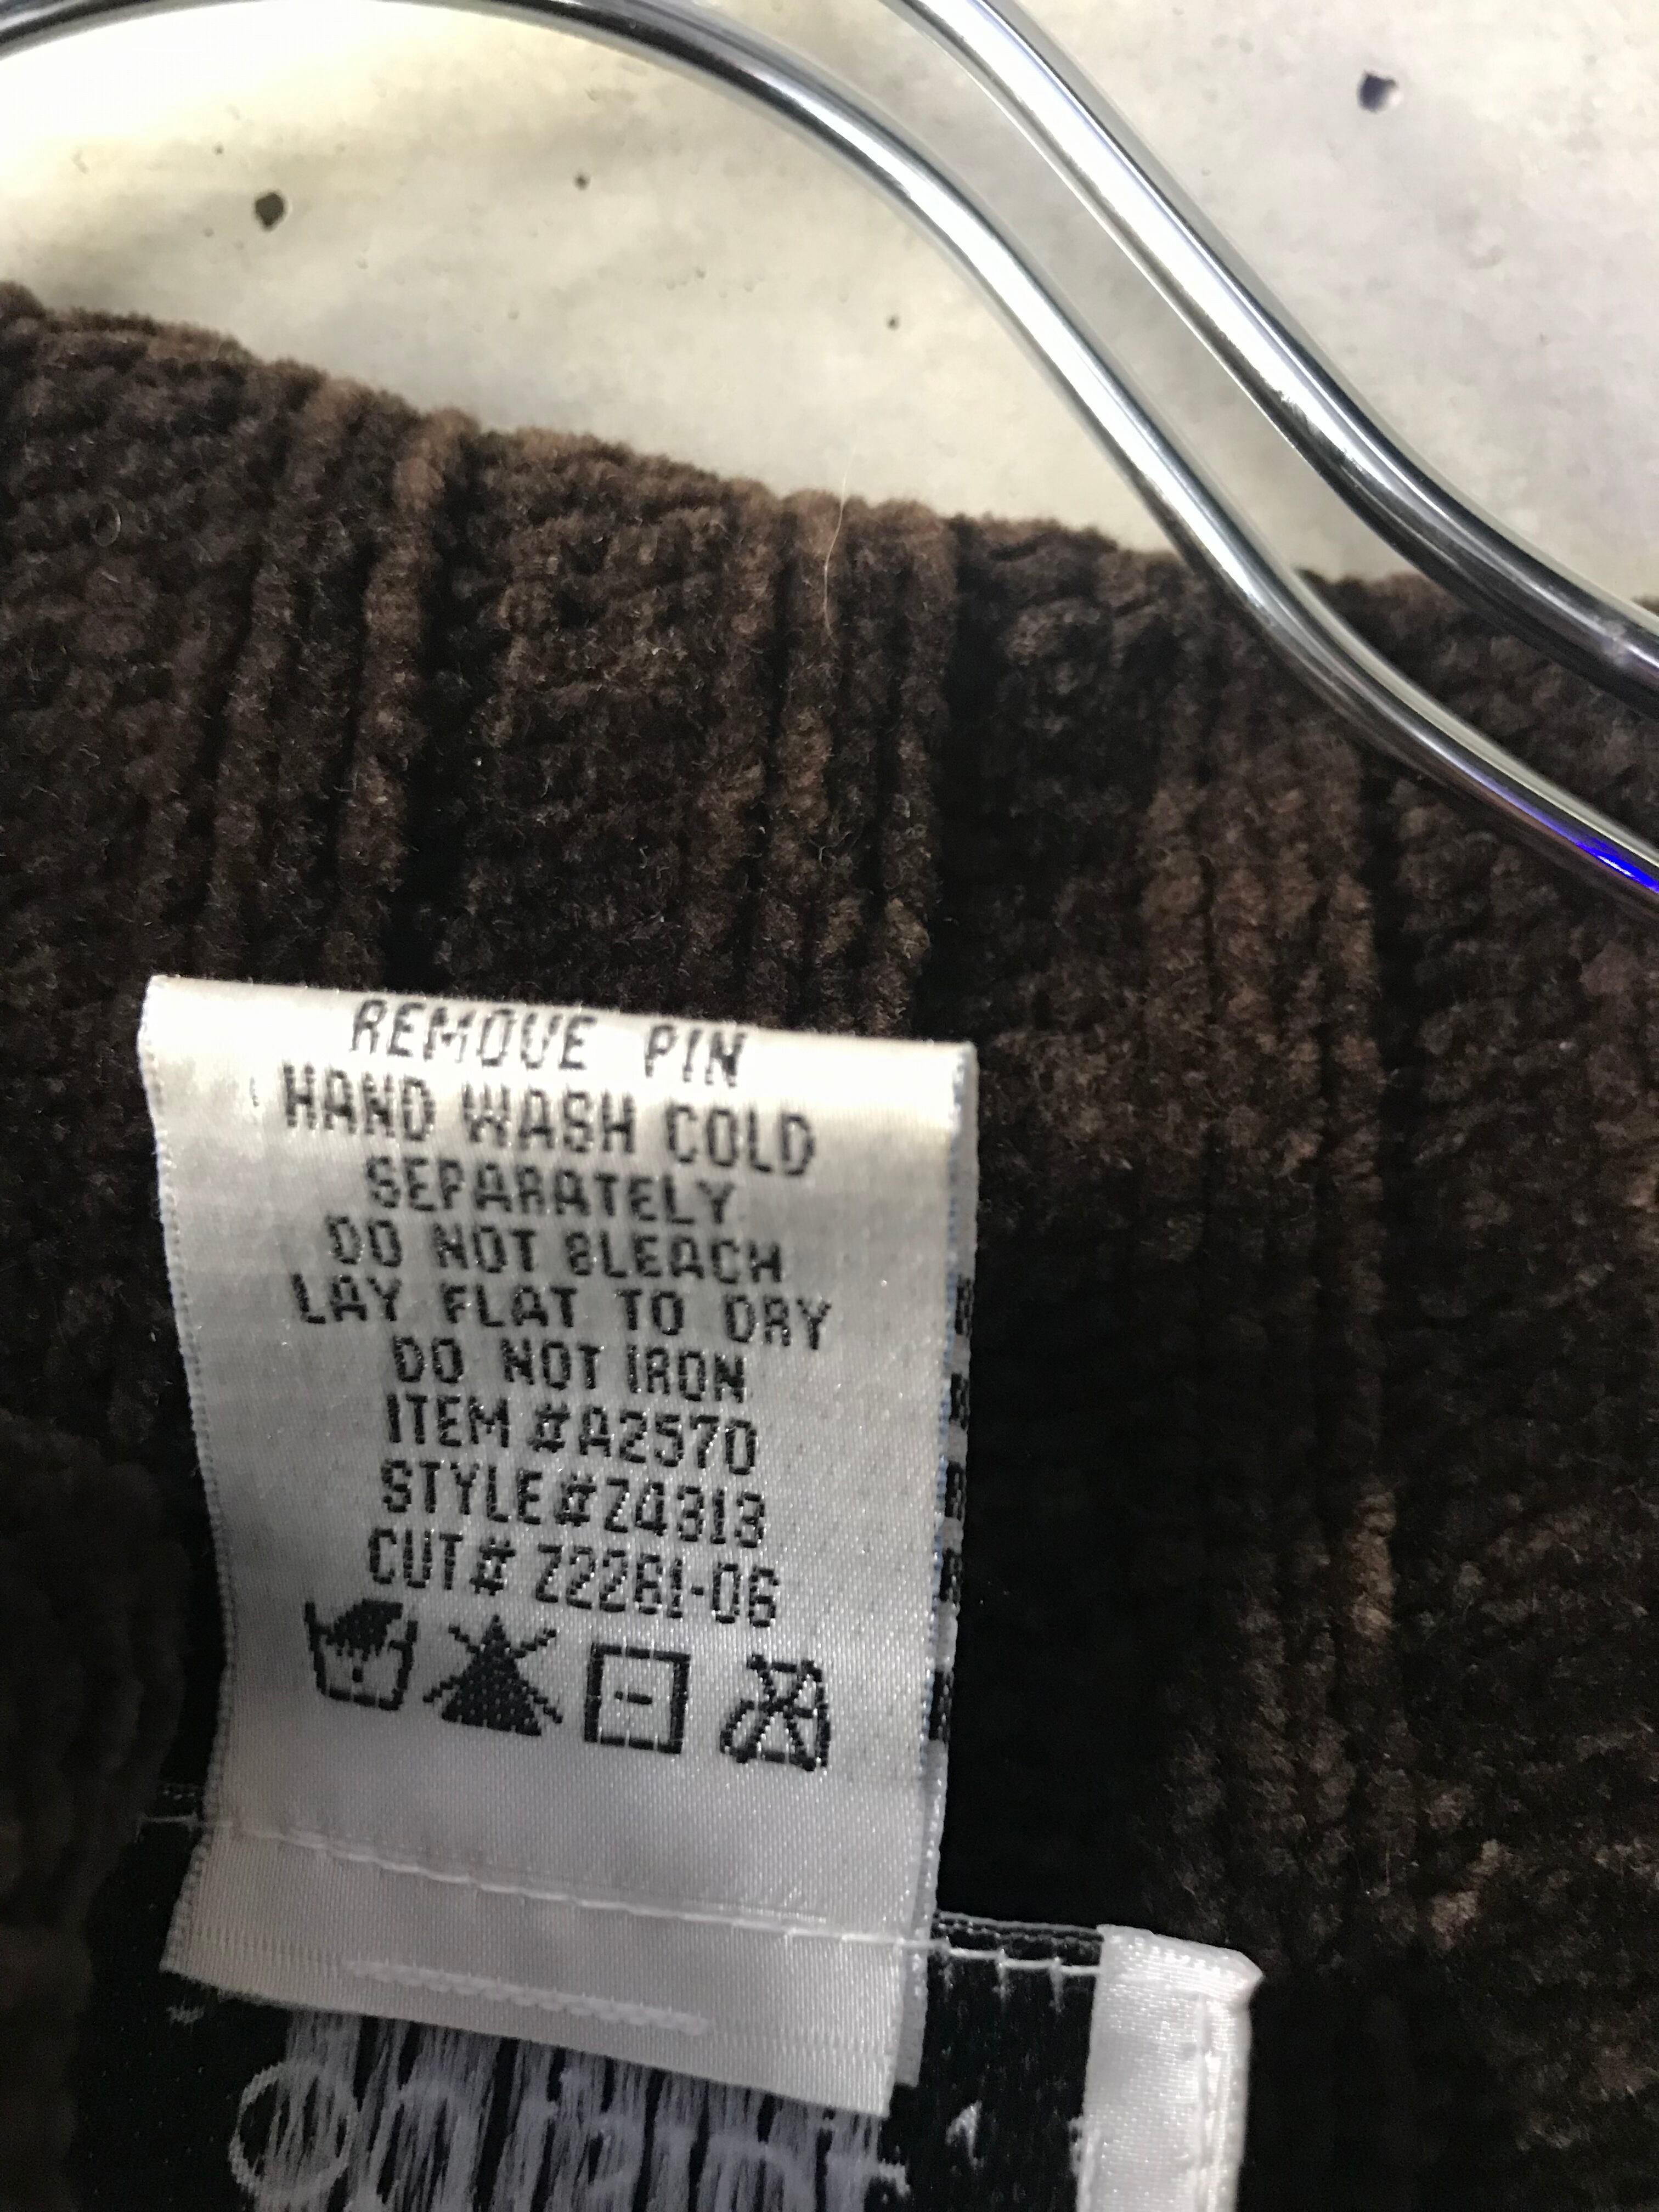 REMOVE PIN
HAND WASH COLD
SEPARATELY
DO NOT BLEACH
LAY FLAT TO DRY
DO NOT IRON
ITEM #A2570
STYLE#Z4313
CUT# Z2261-06